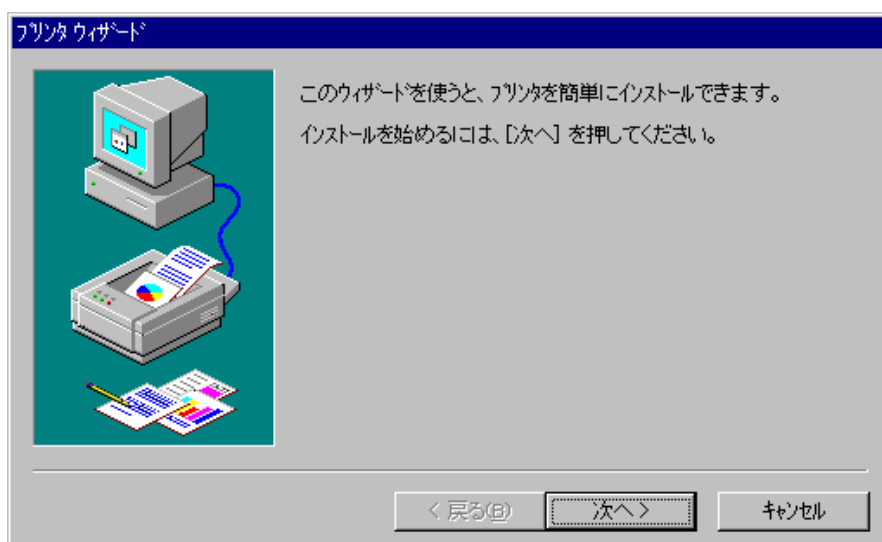 ﾌﾟﾘﾝﾀ ｳｨｻﾞｰﾄﾞ
このｳｨｻﾞｰﾄﾞを使うと、ﾌﾟﾘﾝﾀを簡単にｲﾝｽﾄｰﾙできます。
ｲﾝｽﾄｰﾙを始めるには、[次へ] を押してください。
< 戻る(B)
次へ >
ｷｬﾝｾﾙ